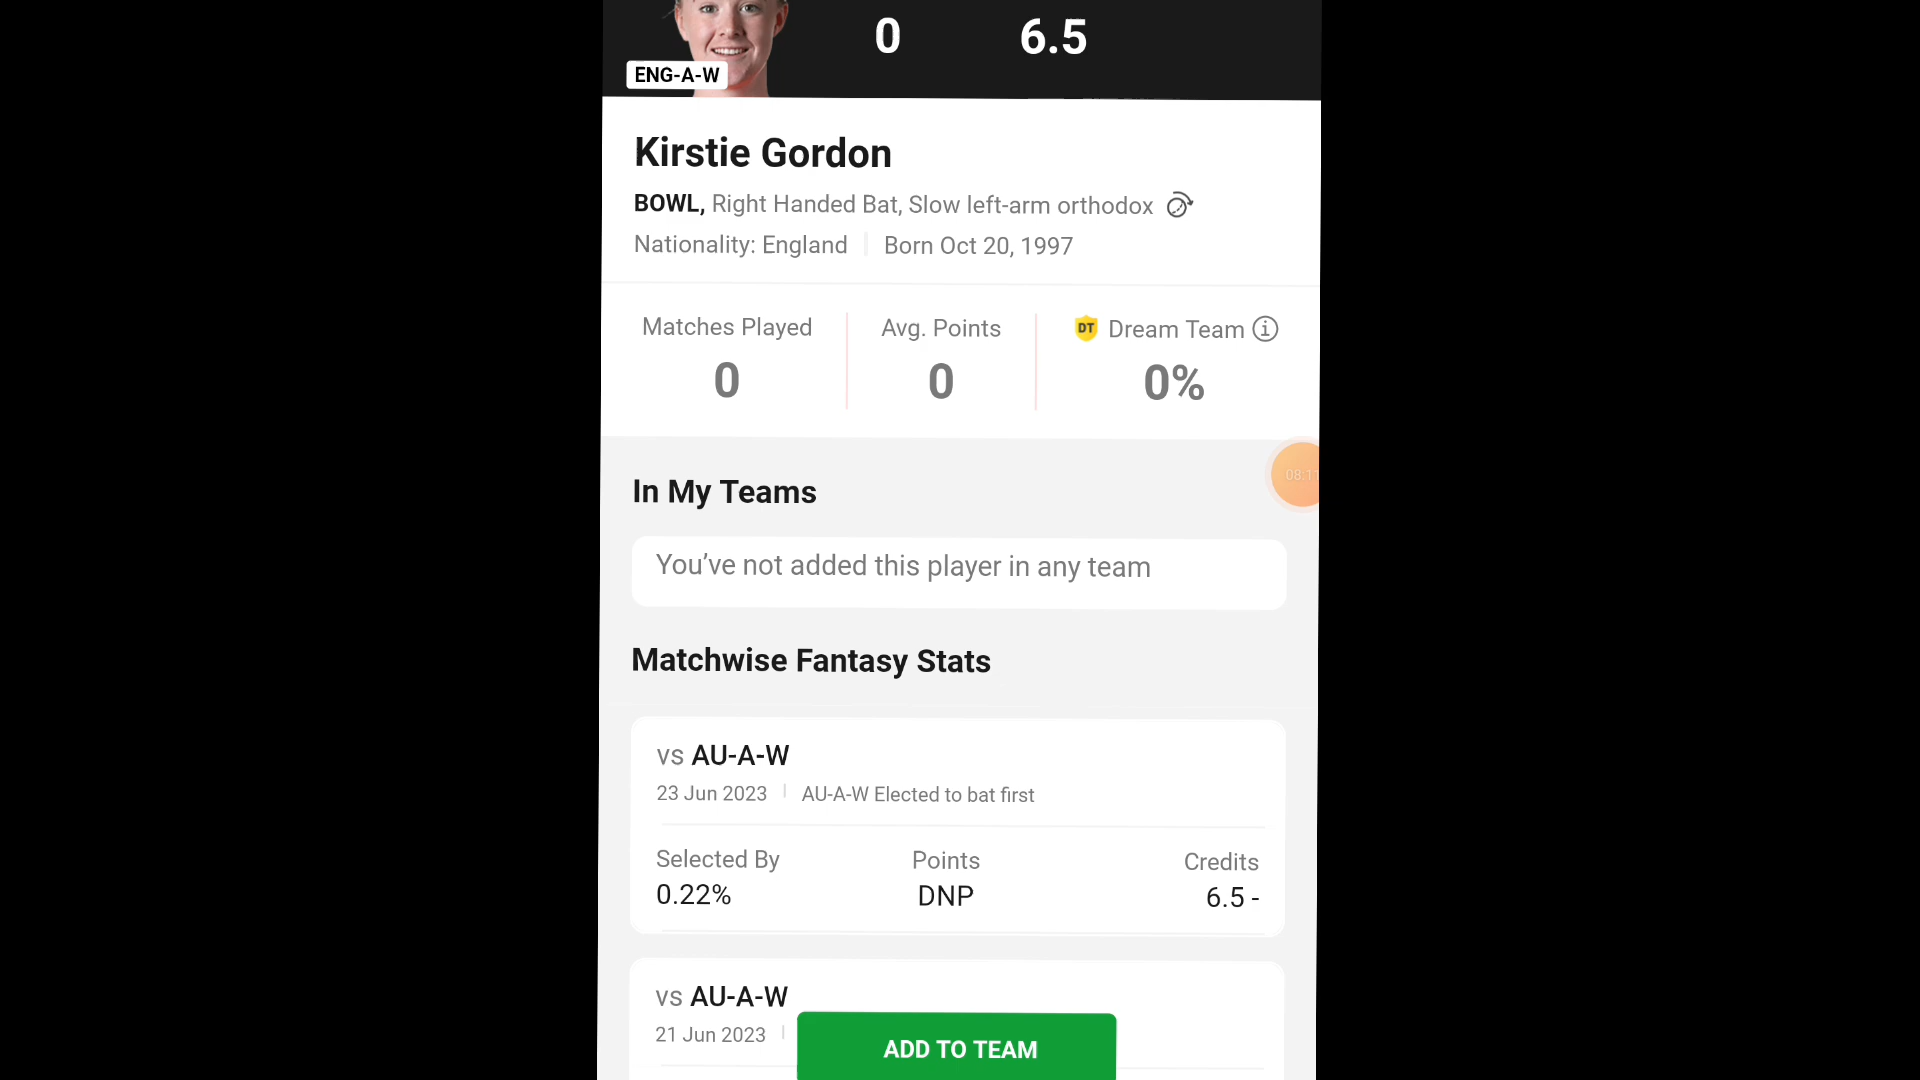 0 6.5
ENG-A-W
Kirstie Gordon
BOWL, Right Handed Bat, Slow left-arm orthodox
Nationality: England Born Oct 20, 1997
Matches Played Avg. Points DT Dream Team
0 0 0%
08:11
In My Teams
You’ve not added this player in any team
Matchwise Fantasy Stats
vs AU-A-W
23 Jun 2023 AU-A-W Elected to bat first
Selected By Points Credits
0.22% DNP 6.5 -
vs AU-A-W
21 Jun 2023
ADD TO TEAM